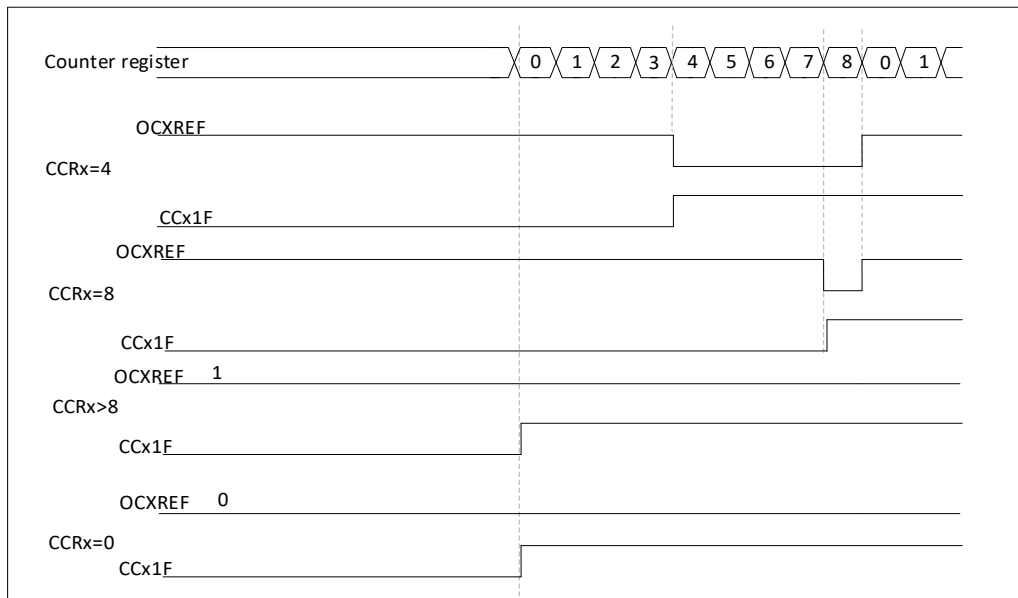 Counter register 0 1 2 3 4 5 6 7 8 0 1
OCXREF
CCRx=4
CCx1F
OCXREF
CCRx=8
CCx1F
OCXREF 1
CCRx>8
CCx1F
OCXREF 0
CCRx=0
CCx1F